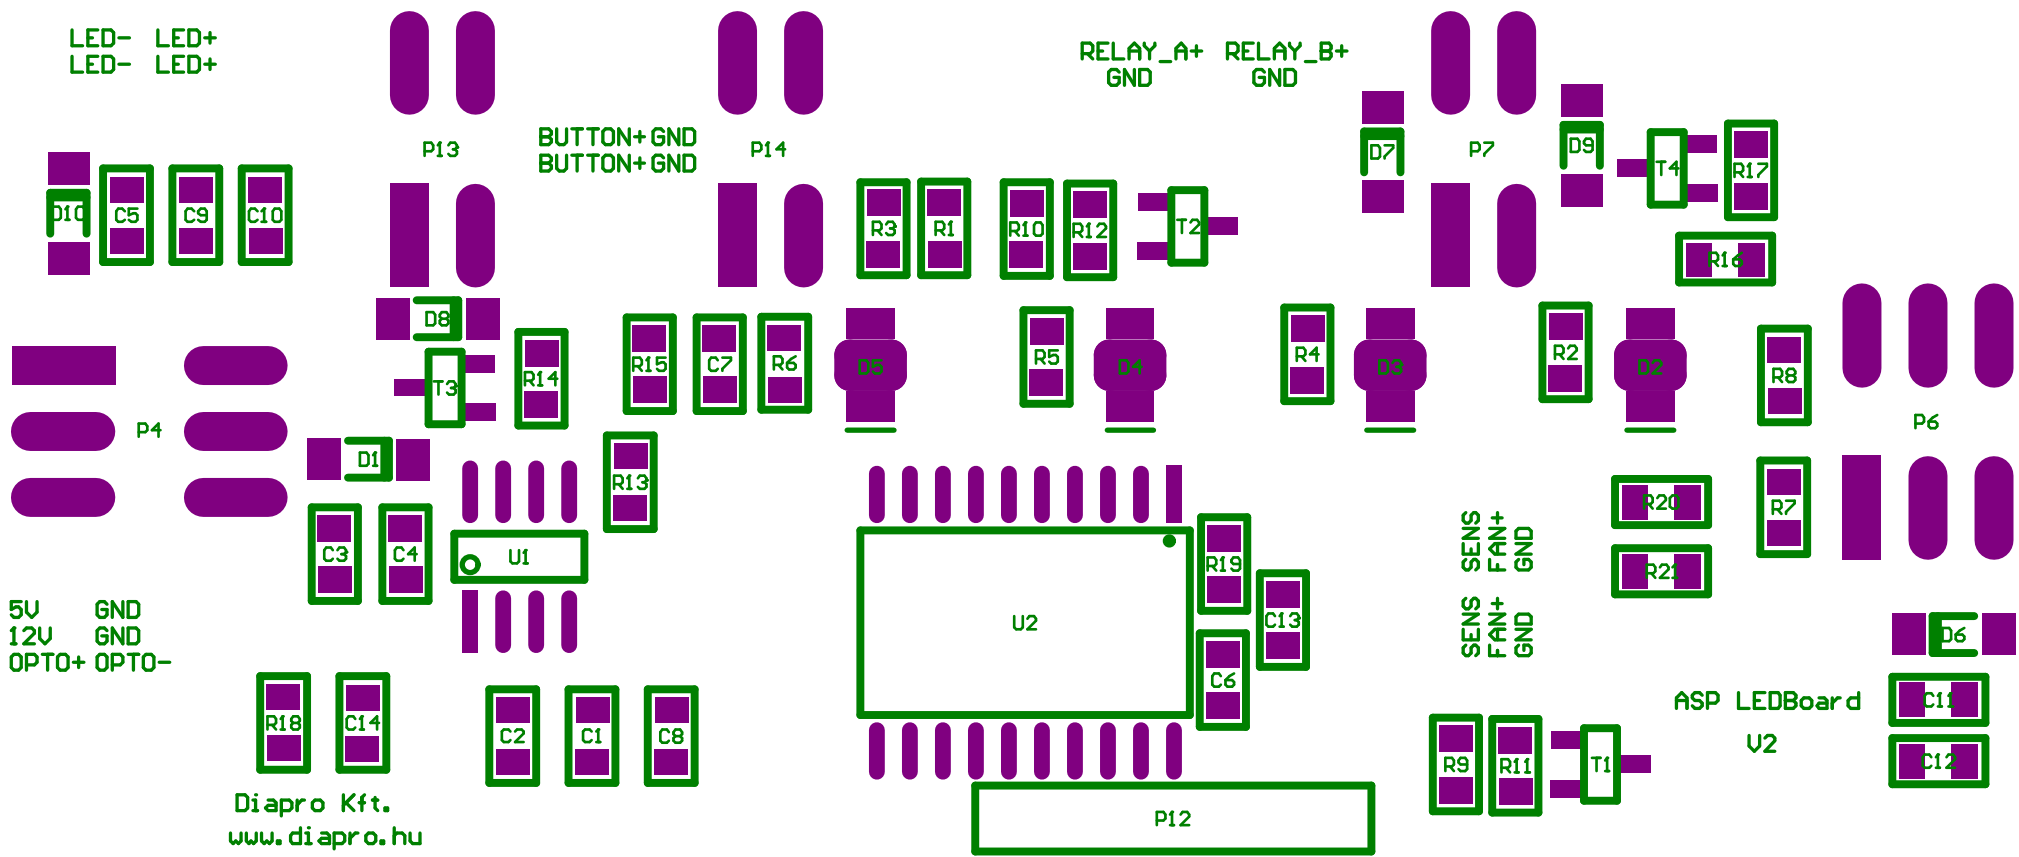 LED- LED+
LED- LED+
RELAY_A+ RELAY_B+
GND GND
P13
BUTTON+ GND
BUTTON+ GND
P14
P7
D7
D9
T4
R17
D10
C5
C9
C10
R3
R1
R10
R12
T2
R16
D8
T3
R14
R15
C7
R6
D5
R5
D4
R4
D3
R2
D2
R8
P4
P6
D1
R13
R20
R7
C3
C4
U1
R19
SENS SENS
FAN+ FAN+
GND GND
R21
5V GND
12V GND
OPTO+ OPTO-
U2
C13
C6
D6
ASP LEDBoard
V2
C11
C12
R18
C14
C2
C1
C8
R9
R11
T1
Diapro Kft.
www.diapro.hu
P12